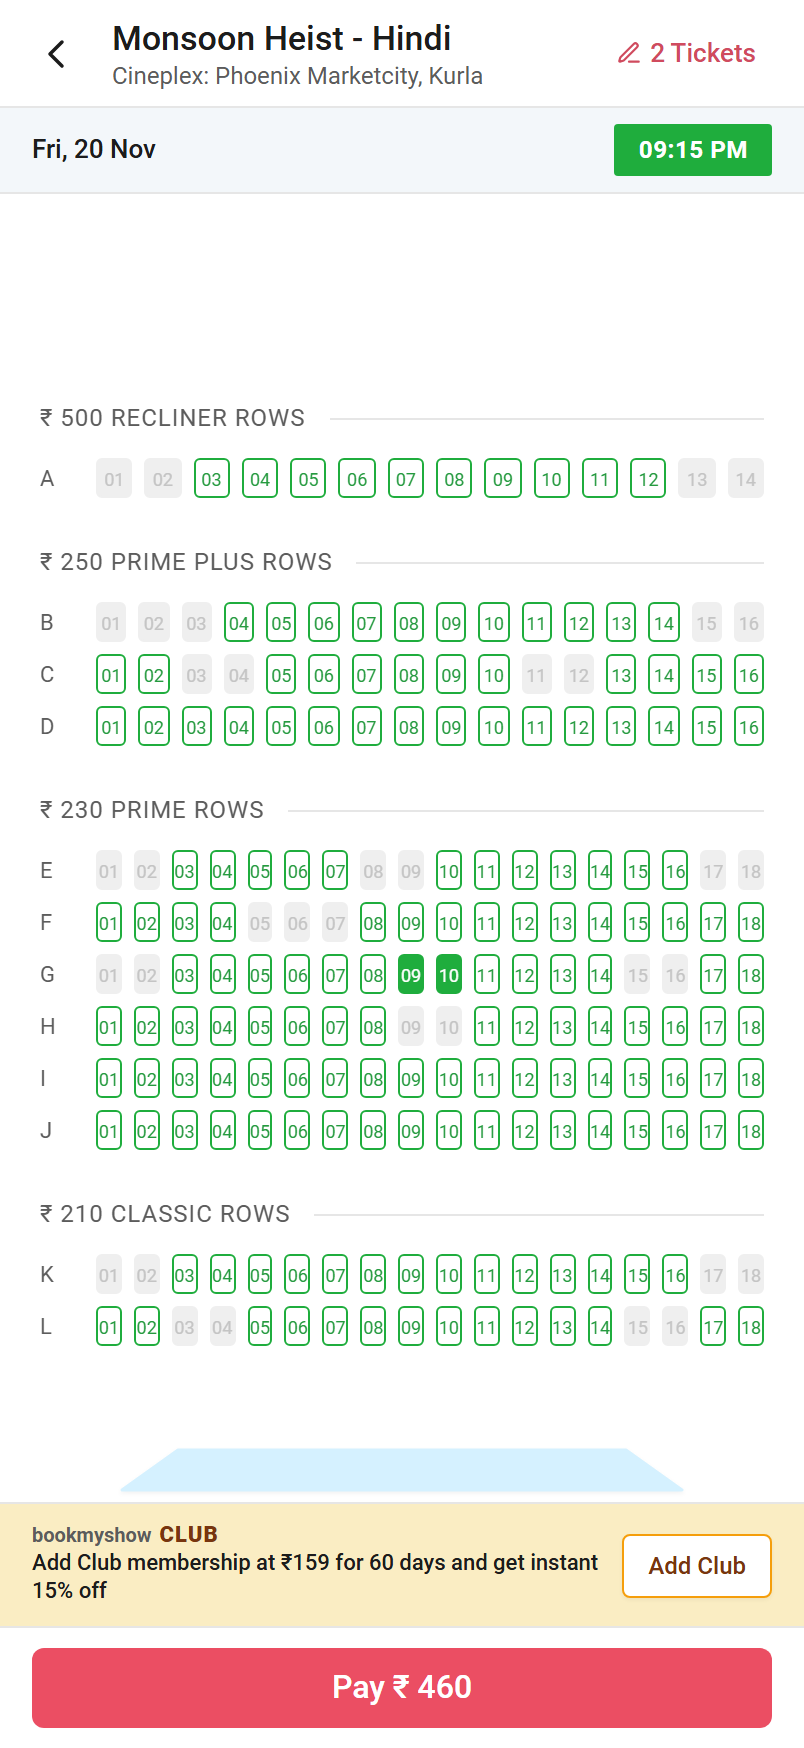 Monsoon Heist - Hindi
Cineplex: Phoenix Marketcity, Kurla
2 Tickets
Fri, 20 Nov
09:15 PM
₹ 500 RECLINER ROWS
A 01 02 03 04 05 06 07 08 09 10 11 12 13 14
₹ 250 PRIME PLUS ROWS
B 01 02 03 04 05 06 07 08 09 10 11 12 13 14 15 16
C 01 02 03 04 05 06 07 08 09 10 11 12 13 14 15 16
D 01 02 03 04 05 06 07 08 09 10 11 12 13 14 15 16
₹ 230 PRIME ROWS
E 01 02 03 04 05 06 07 08 09 10 11 12 13 14 15 16 17 18
F 01 02 03 04 05 06 07 08 09 10 11 12 13 14 15 16 17 18
G 01 02 03 04 05 06 07 08 09 10 11 12 13 14 15 16 17 18
H 01 02 03 04 05 06 07 08 09 10 11 12 13 14 15 16 17 18
I 01 02 03 04 05 06 07 08 09 10 11 12 13 14 15 16 17 18
J 01 02 03 04 05 06 07 08 09 10 11 12 13 14 15 16 17 18
₹ 210 CLASSIC ROWS
K 01 02 03 04 05 06 07 08 09 10 11 12 13 14 15 16 17 18
L 01 02 03 04 05 06 07 08 09 10 11 12 13 14 15 16 17 18
bookmyshow CLUB
Add Club membership at ₹159 for 60 days and get instant
15% off
Add Club
Pay ₹ 460